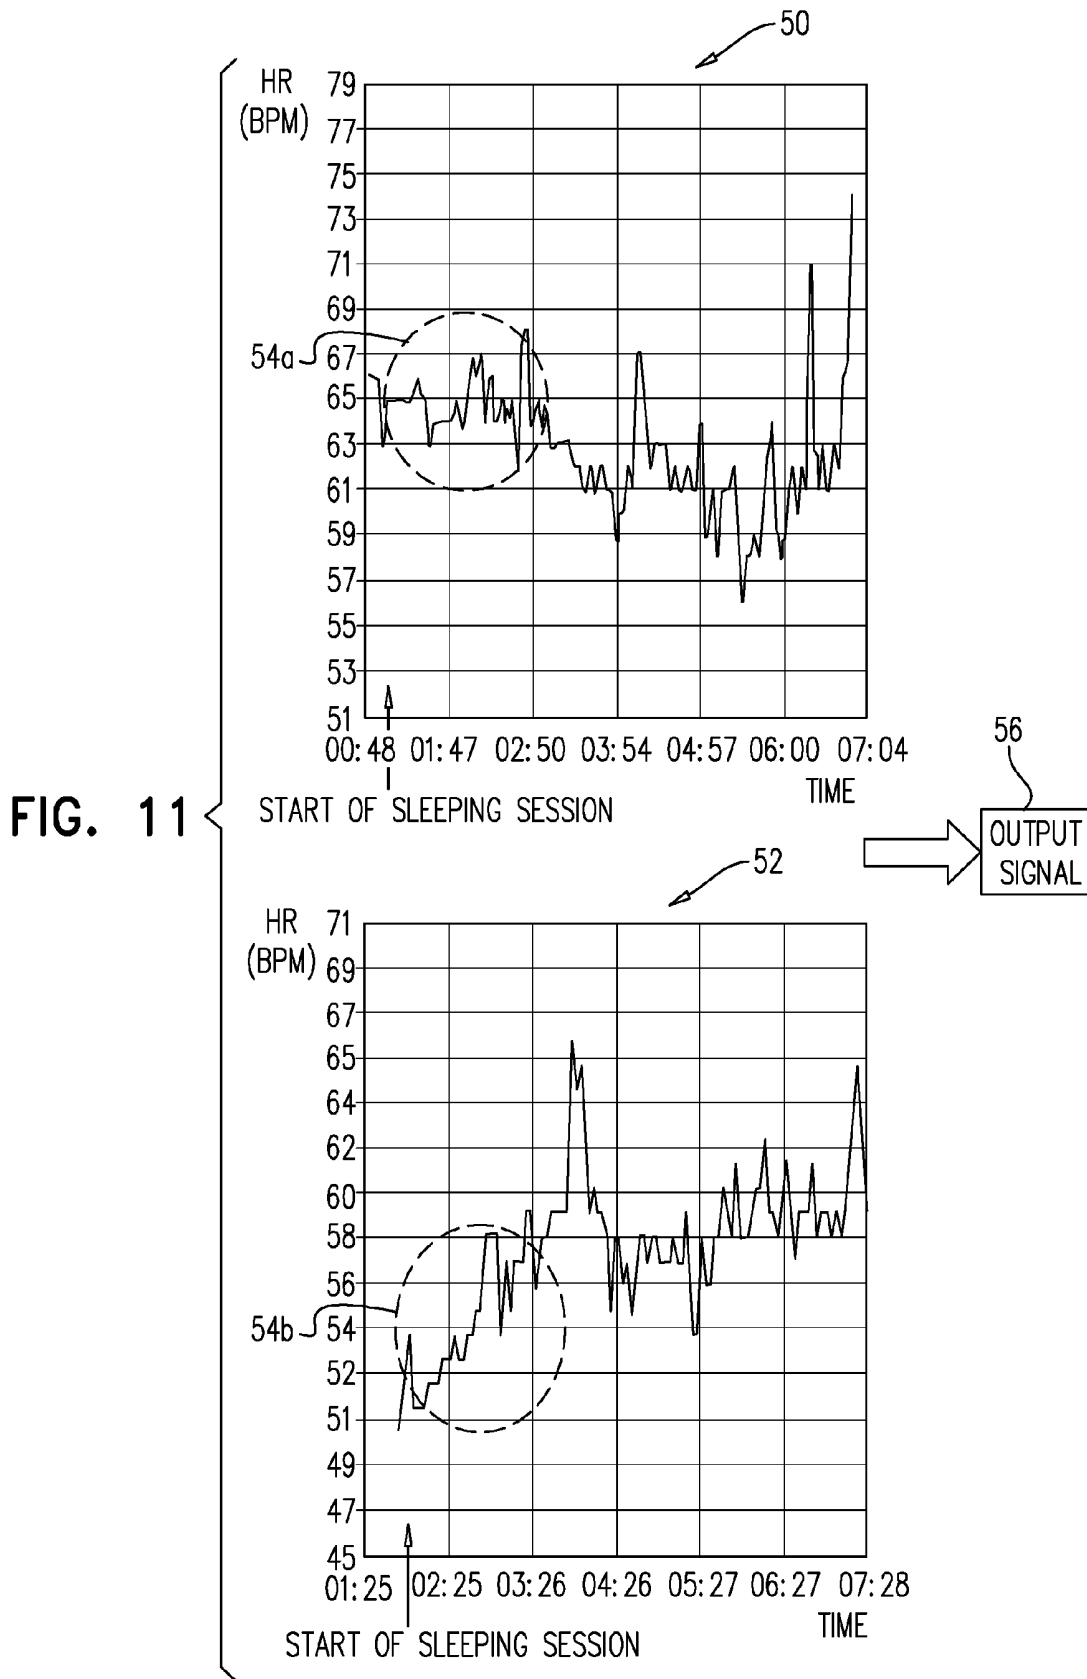 50
HR
(BPM)
79
77
75
73
71
69
67
65
63
61
59
57
55
53
51
54a
00:48 01:47 02:50 03:54 04:57 06:00 07:04
TIME
START OF SLEEPING SESSION
FIG. 11
56
OUTPUT
SIGNAL
52
HR
(BPM)
71
69
67
65
64
62
60
58
56
54
52
51
49
47
45
54b
01:25 02:25 03:26 04:26 05:27 06:27 07:28
TIME
START OF SLEEPING SESSION